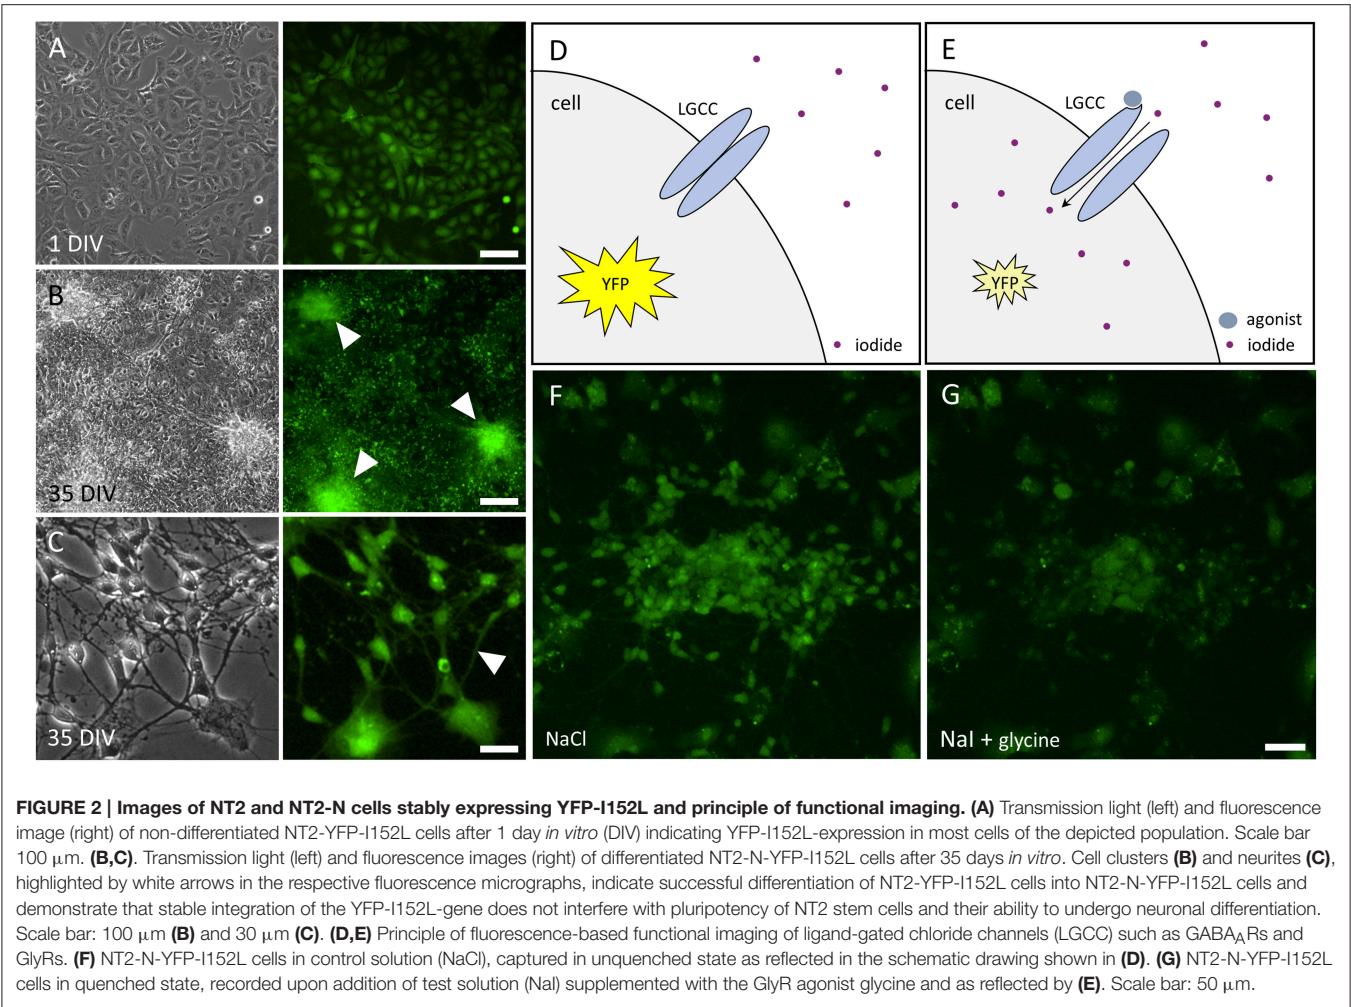 A
1 DIV
B
35 DIV
C
35 DIV
D
cell
LGCC
YFP
iodide
E
cell
LGCC
YFP
agonist
iodide
F
NaCl
G
NaI + glycine
FIGURE 2 | Images of NT2 and NT2-N cells stably expressing YFP-I152L and principle of functional imaging. (A) Transmission light (left) and fluorescence
image (right) of non-differentiated NT2-YFP-I152L cells after 1 day in vitro (DIV) indicating YFP-I152L-expression in most cells of the depicted population. Scale bar
100 μm. (B,C). Transmission light (left) and fluorescence images (right) of differentiated NT2-N-YFP-I152L cells after 35 days in vitro. Cell clusters (B) and neurites (C),
highlighted by white arrows in the respective fluorescence micrographs, indicate successful differentiation of NT2-YFP-I152L cells into NT2-N-YFP-I152L cells and
demonstrate that stable integration of the YFP-I152L-gene does not interfere with pluripotency of NT2 stem cells and their ability to undergo neuronal differentiation.
Scale bar: 100 μm (B) and 30 μm (C). (D,E) Principle of fluorescence-based functional imaging of ligand-gated chloride channels (LGCC) such as GABAARs and
GlyRs. (F) NT2-N-YFP-I152L cells in control solution (NaCl), captured in unquenched state as reflected in the schematic drawing shown in (D). (G) NT2-N-YFP-I152L
cells in quenched state, recorded upon addition of test solution (NaI) supplemented with the GlyR agonist glycine and as reflected by (E). Scale bar: 50 μm.